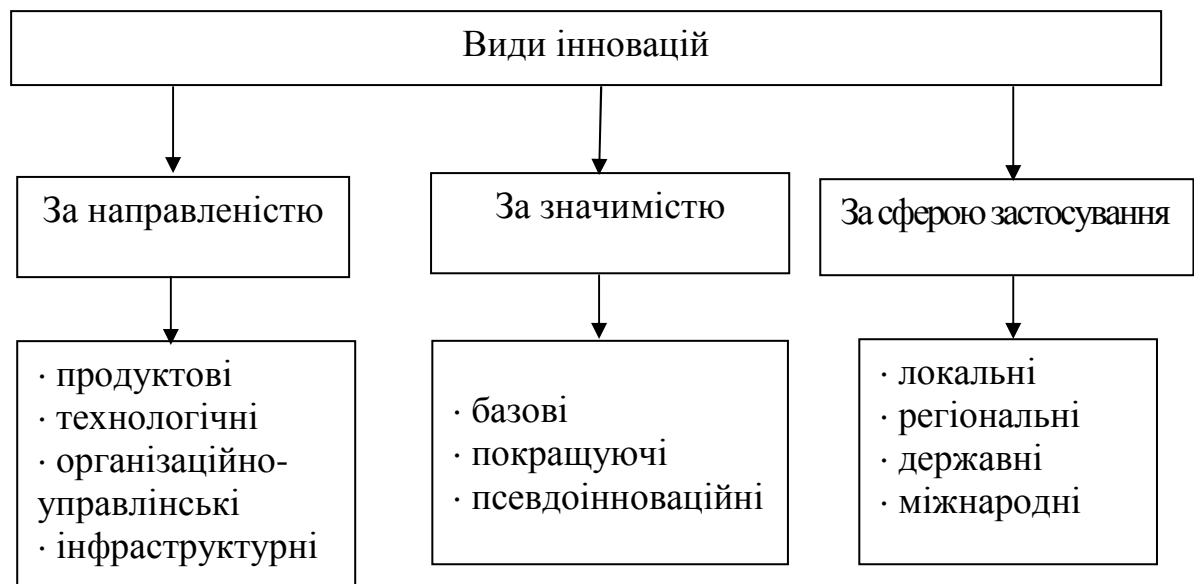 Види інновацій
За направленістю
За значимістю
За сферою застосування
· продуктові
· технологічні
· організаційно-
управлінські
· інфраструктурні
· базові
· покращуючі
· псевдоінноваційні
· локальні
· регіональні
· державні
· міжнародні